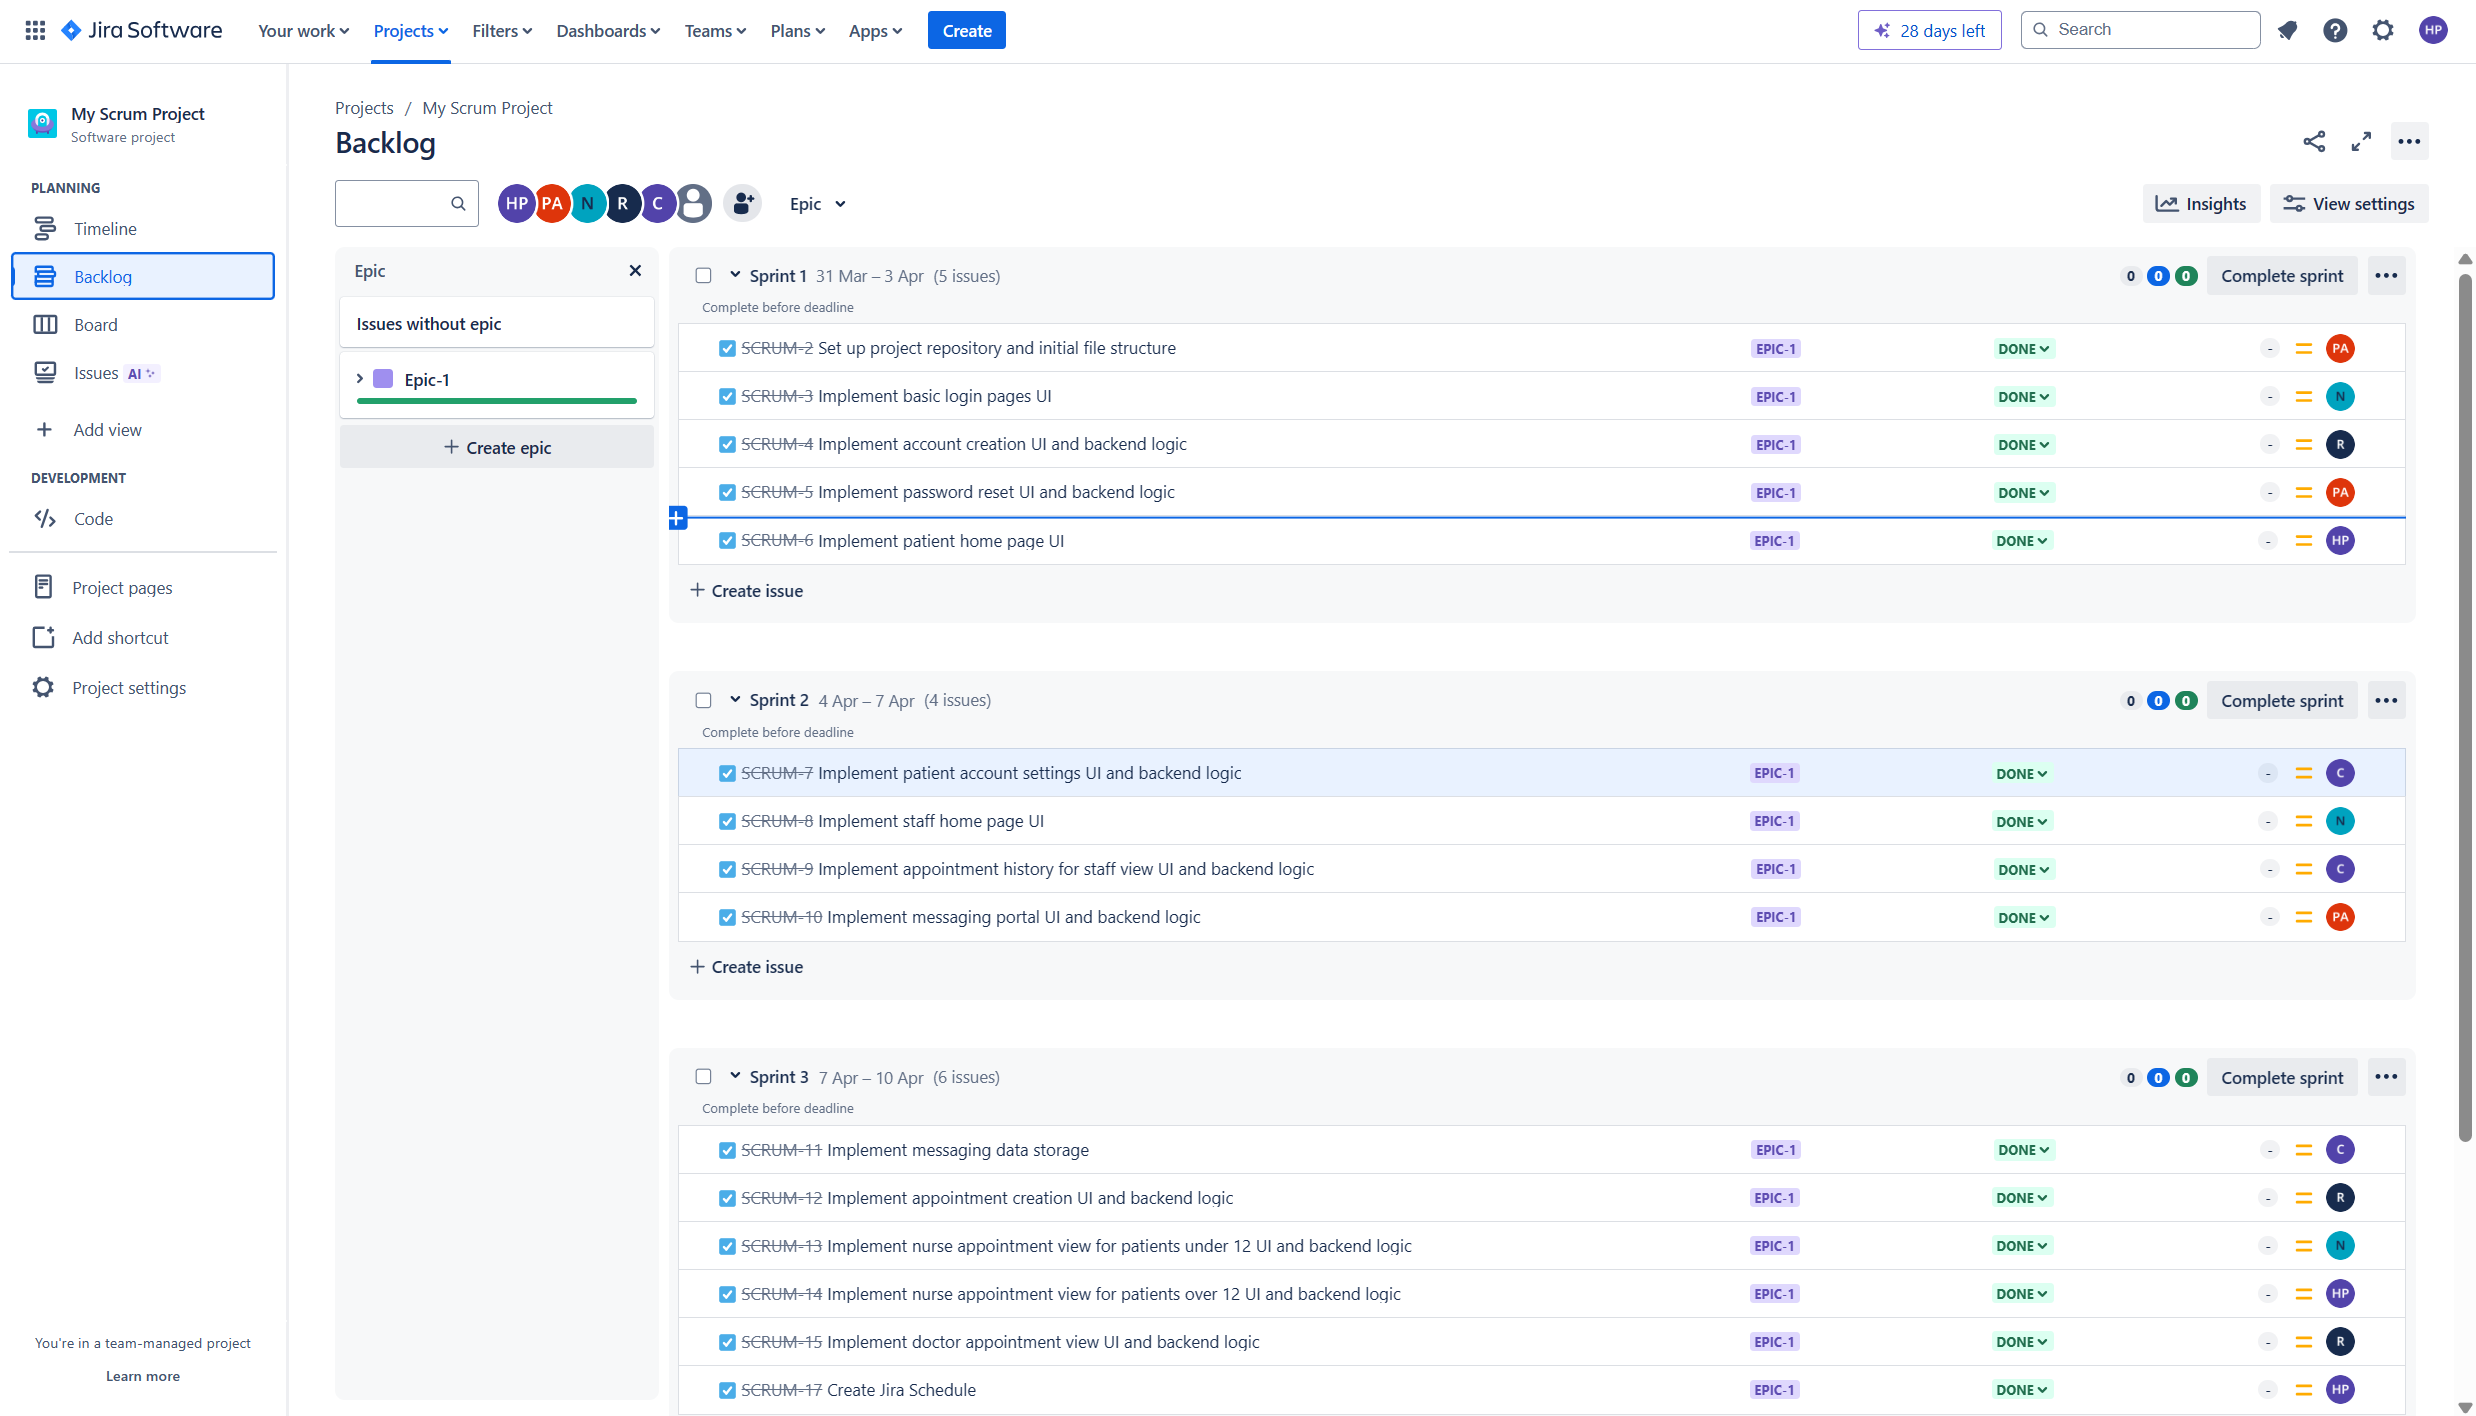 Jira Software Your work Projects Filters Dashboards Teams Plans Apps Create 28 days left Search HP
My Scrum Project
Software project
PLANNING
Timeline
Backlog
Board
Issues AI
Add view
DEVELOPMENT
Code
Project pages
Add shortcut
Project settings
You're in a team-managed project
Learn more
Projects / My Scrum Project
Backlog
HP PA N R C Epic Insights View settings
Epic
Issues without epic
Epic-1
Create epic
Sprint 1 31 Mar – 3 Apr (5 issues) 0 0 0 Complete sprint
Complete before deadline
SCRUM-2 Set up project repository and initial file structure EPIC-1 DONE - PA
SCRUM-3 Implement basic login pages UI EPIC-1 DONE - N
SCRUM-4 Implement account creation UI and backend logic EPIC-1 DONE - R
SCRUM-5 Implement password reset UI and backend logic EPIC-1 DONE - PA
SCRUM-6 Implement patient home page UI EPIC-1 DONE - HP
Create issue
Sprint 2 4 Apr – 7 Apr (4 issues) 0 0 0 Complete sprint
Complete before deadline
SCRUM-7 Implement patient account settings UI and backend logic EPIC-1 DONE - C
SCRUM-8 Implement staff home page UI EPIC-1 DONE - N
SCRUM-9 Implement appointment history for staff view UI and backend logic EPIC-1 DONE - C
SCRUM-10 Implement messaging portal UI and backend logic EPIC-1 DONE - PA
Create issue
Sprint 3 7 Apr – 10 Apr (6 issues) 0 0 0 Complete sprint
Complete before deadline
SCRUM-11 Implement messaging data storage EPIC-1 DONE - C
SCRUM-12 Implement appointment creation UI and backend logic EPIC-1 DONE - R
SCRUM-13 Implement nurse appointment view for patients under 12 UI and backend logic EPIC-1 DONE - N
SCRUM-14 Implement nurse appointment view for patients over 12 UI and backend logic EPIC-1 DONE - HP
SCRUM-15 Implement doctor appointment view UI and backend logic EPIC-1 DONE - R
SCRUM-17 Create Jira Schedule EPIC-1 DONE - HP